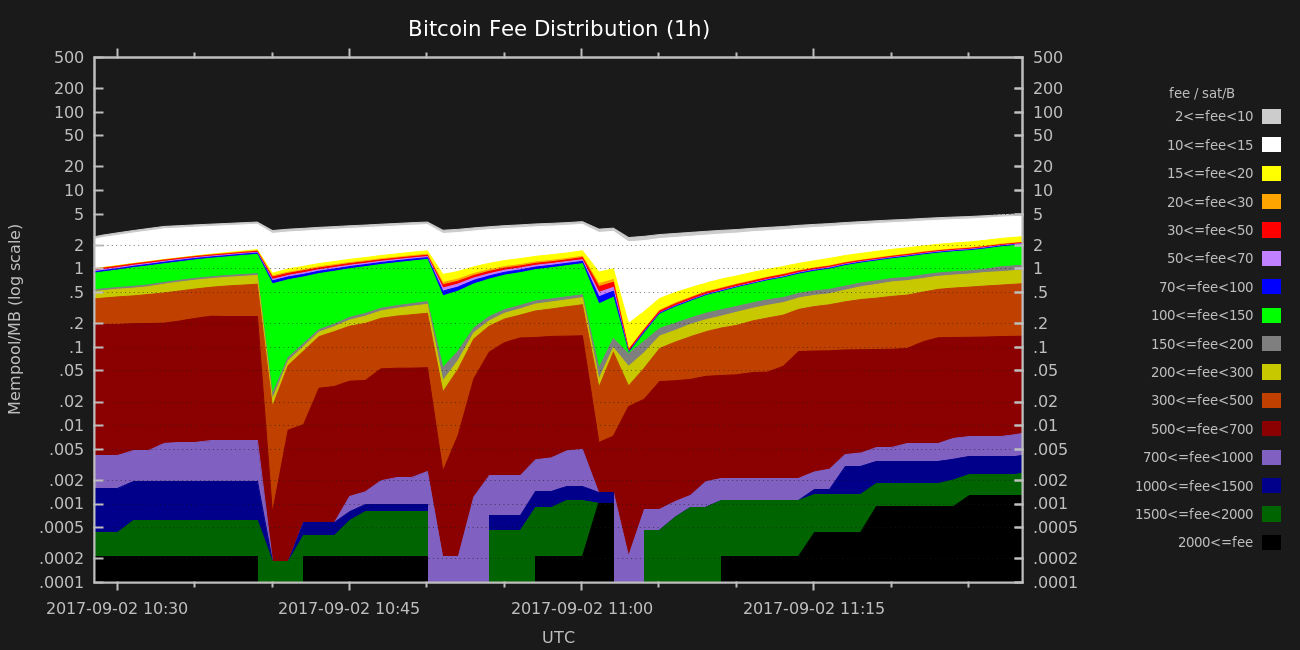 Bitcoin Fee Distribution (1h)
500 500
200 200
100 100
50 50
20 20
10 10
5 5
2 2
1 1
.5 .5
.2 .2
.1 .1
.05 .05
.02 .02
.01 .01
.005 .005
.002 .002
.001 .001
.0005 .0005
.0002 .0002
.0001 .0001
Mempool/MB (log scale)
2017-09-02 10:30 2017-09-02 10:45 2017-09-02 11:00 2017-09-02 11:15
UTC
fee / sat/B
2<=fee<10
10<=fee<15
15<=fee<20
20<=fee<30
30<=fee<50
50<=fee<70
70<=fee<100
100<=fee<150
150<=fee<200
200<=fee<300
300<=fee<500
500<=fee<700
700<=fee<1000
1000<=fee<1500
1500<=fee<2000
2000<=fee